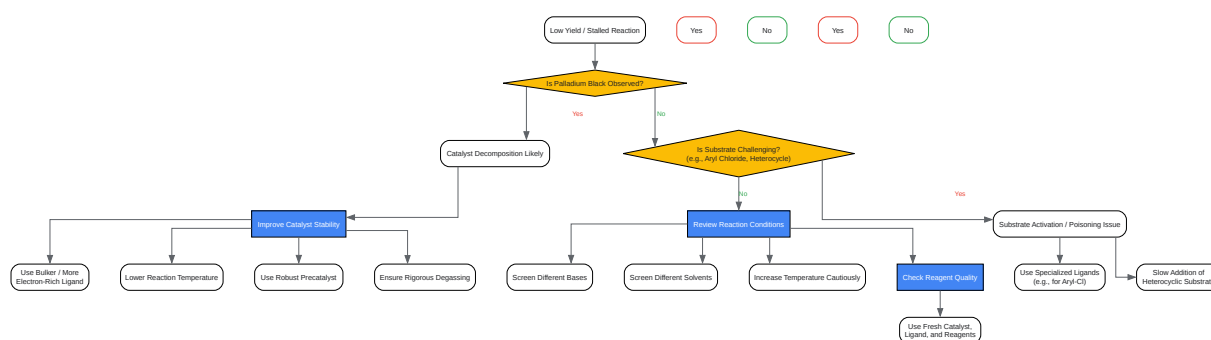 Low Yield / Stalled Reaction
Yes
No
Yes
No
Is Palladium Black Observed?
Yes
No
Catalyst Decomposition Likely
Is Substrate Challenging?
(e.g., Aryl Chloride, Heterocycle)
No
Yes
Improve Catalyst Stability
Review Reaction Conditions
Substrate Activation / Poisoning Issue
Use Bulker / More
Electron-Rich Ligand
Lower Reaction Temperature
Use Robust Precatalyst
Ensure Rigorous Degassing
Screen Different Bases
Screen Different Solvents
Increase Temperature Cautiously
Check Reagent Quality
Use Specialized Ligands
(e.g., for Aryl-Cl)
Slow Addition of
Heterocyclic Substrat
Use Fresh Catalyst,
Ligand, and Reagents